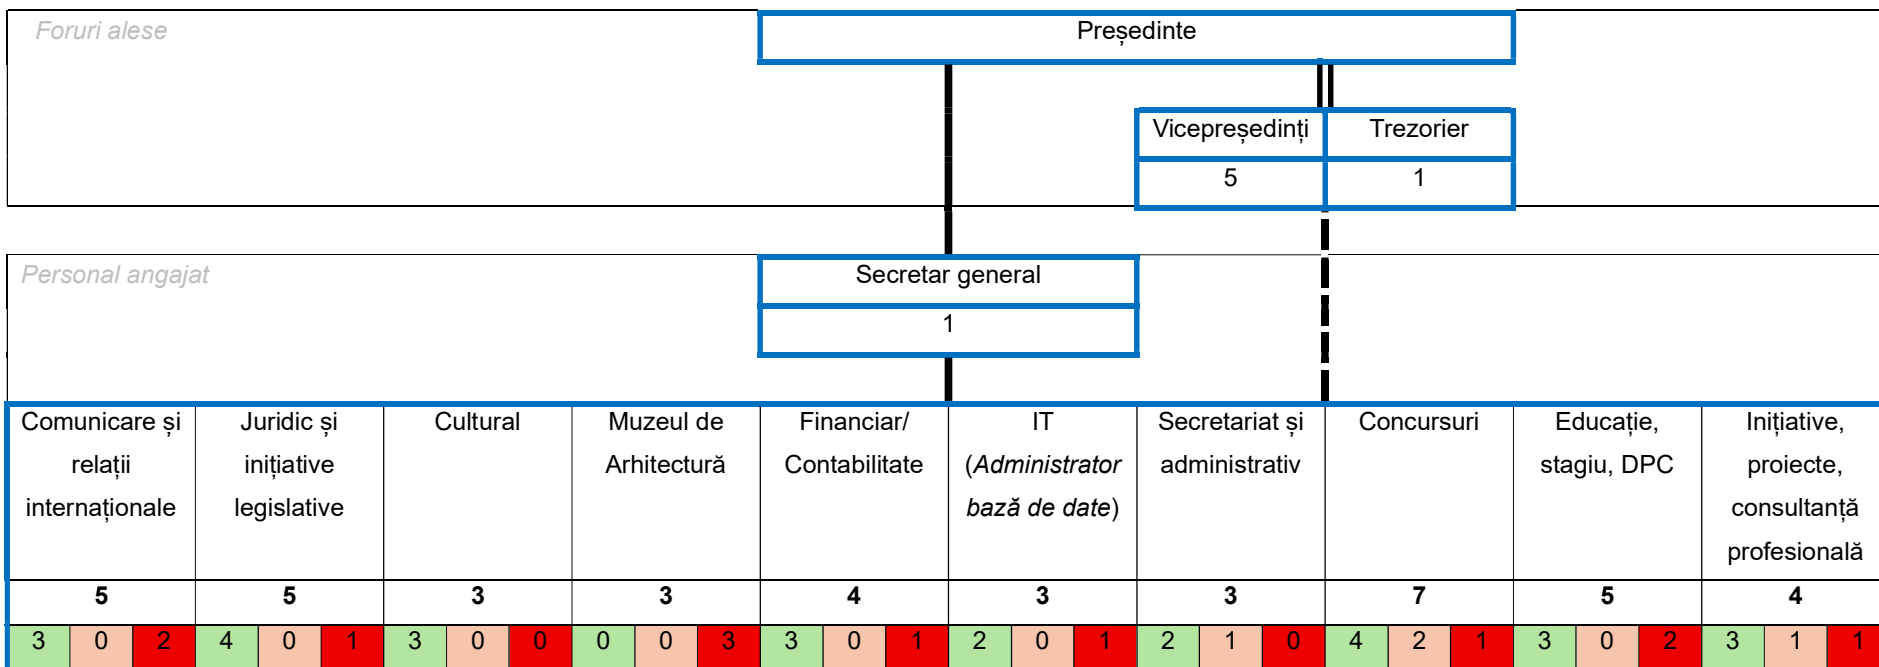 Foruri alese
Președinte
Vicepreședinți Trezorier
5 1
Personal angajat
Secretar general
1
Comunicare și
relații
internaționale
Juridic și
inițiative
legislative
Cultural
Muzeul de
Arhitectură
Financiar/
Contabilitate
IT
(Administrator
bază de date)
Secretariat și
administrativ
Concursuri
Educație,
stagiu, DPC
Inițiative,
proiecte,
consultanță
profesională
5 5 3 3 4 3 3 7 5 4
3 0 2 4 0 1 3 0 0 0 0 3 3 0 1 2 0 1 2 1 0 4 2 1 3 0 2 3 1 1